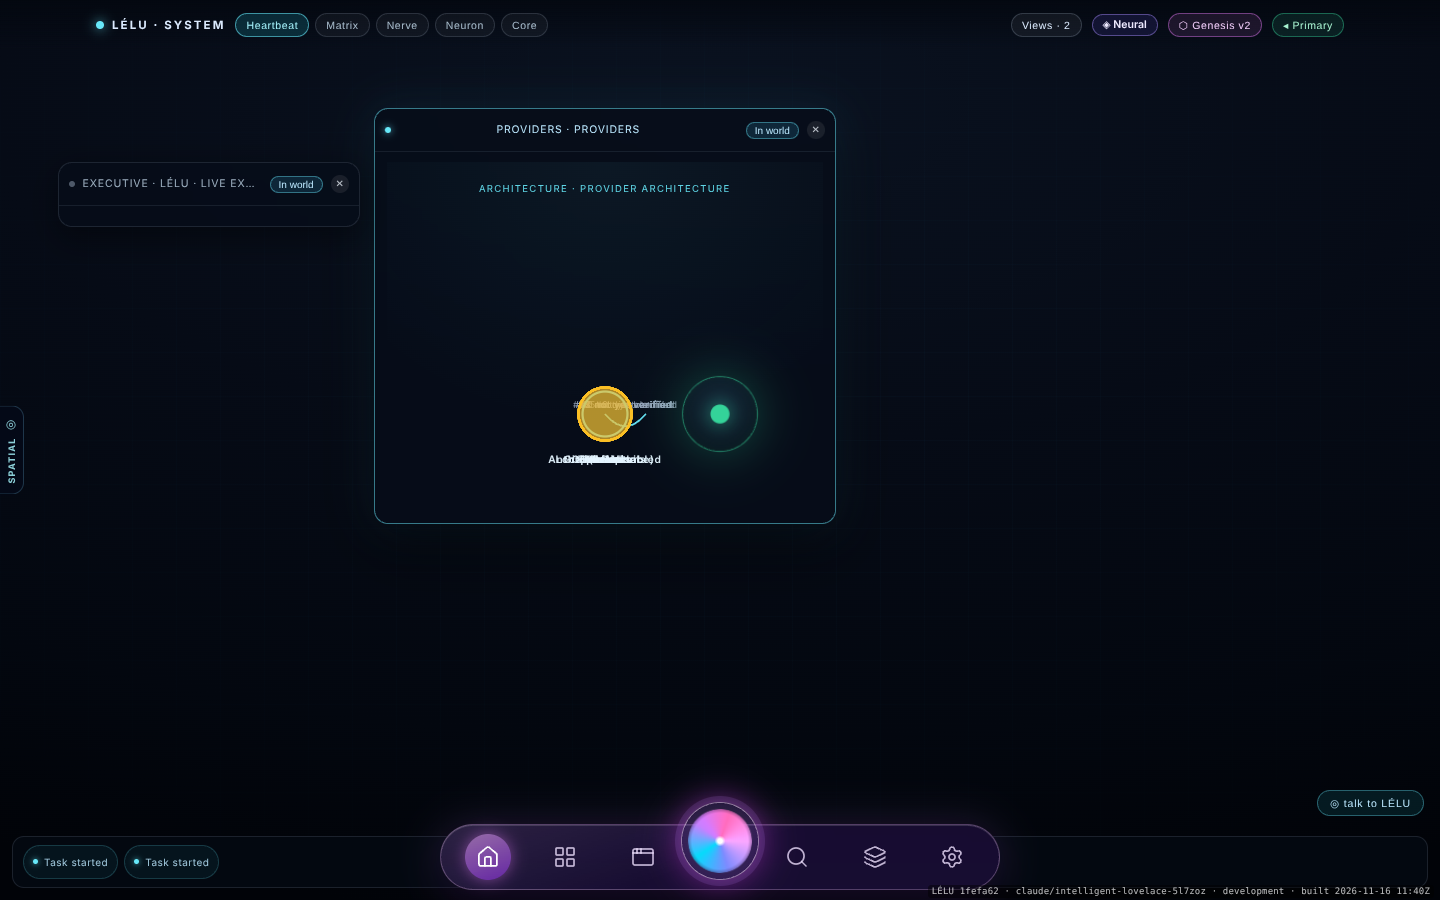 LÉLU · SYSTEM
Heartbeat
Matrix
Nerve
Neuron
Core
Views · 2
◈ Neural
⬡ Genesis v2
◂ Primary
PROVIDERS · PROVIDERS
In world
✕
EXECUTIVE · LÉLU · LIVE EX…
In world
✕
ARCHITECTURE · PROVIDER ARCHITECTURE
SPATIAL ◎
◎ talk to LÉLU
Task started
Task started
LÉLU 1fefa62 · claude/intelligent-lovelace-5l7zoz · development · built 2026-11-16 11:40Z